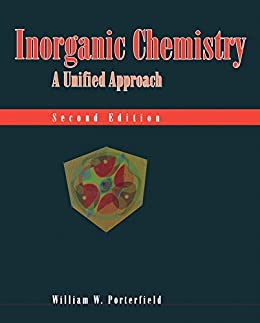 Inorganic Chemistry
A Unified Approach
Second Edition
William W. Porterfield